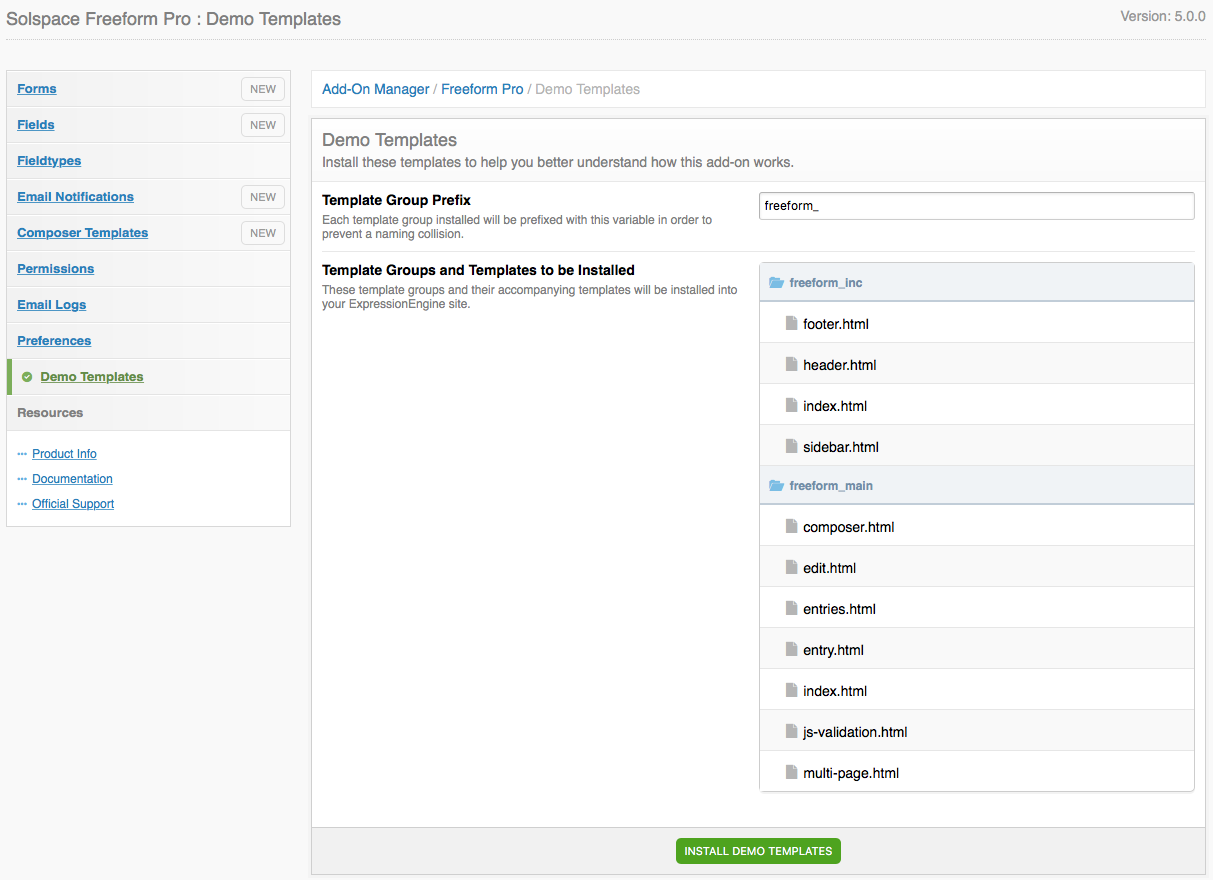 Solspace Freeform Pro : Demo Templates
Version: 5.0.0
Forms
NEW
Fields
NEW
Fieldtypes
Email Notifications
NEW
Composer Templates
NEW
Permissions
Email Logs
Preferences
Demo Templates
Resources
Product Info
Documentation
Official Support
Add-On Manager / Freeform Pro / Demo Templates
Demo Templates
Install these templates to help you better understand how this add-on works.
Template Group Prefix
Each template group installed will be prefixed with this variable in order to
prevent a naming collision.
freeform_
Template Groups and Templates to be Installed
These template groups and their accompanying templates will be installed into
your ExpressionEngine site.
freeform_inc
footer.html
header.html
index.html
sidebar.html
freeform_main
composer.html
edit.html
entries.html
entry.html
index.html
js-validation.html
multi-page.html
INSTALL DEMO TEMPLATES